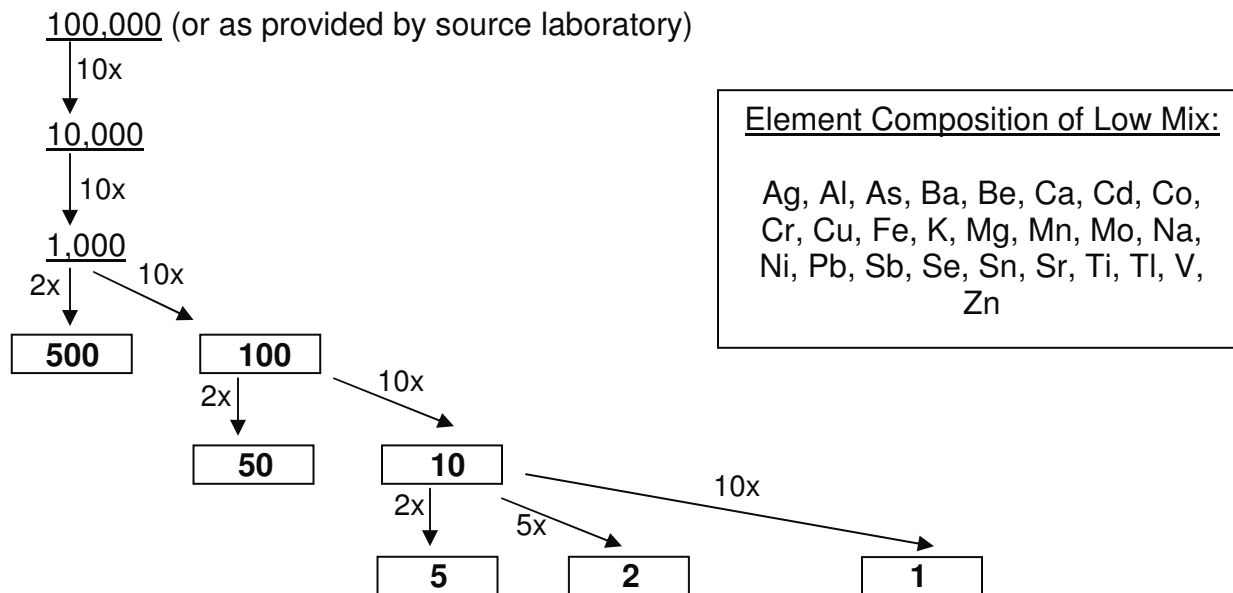 100,000 (or as provided by source laboratory)
10x
10,000
10x
1,000
2x
10x
500
100
2x
10x
50
10
2x
5x
10x
5
2
1
Element Composition of Low Mix:
Ag, Al, As, Ba, Be, Ca, Cd, Co,
Cr, Cu, Fe, K, Mg, Mn, Mo, Na,
Ni, Pb, Sb, Se, Sn, Sr, Ti, Tl, V,
Zn